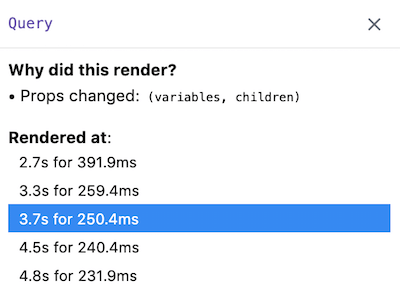 Query
Why did this render?
• Props changed: (variables, children)
Rendered at:
2.7s for 391.9ms
3.3s for 259.4ms
3.7s for 250.4ms
4.5s for 240.4ms
4.8s for 231.9ms